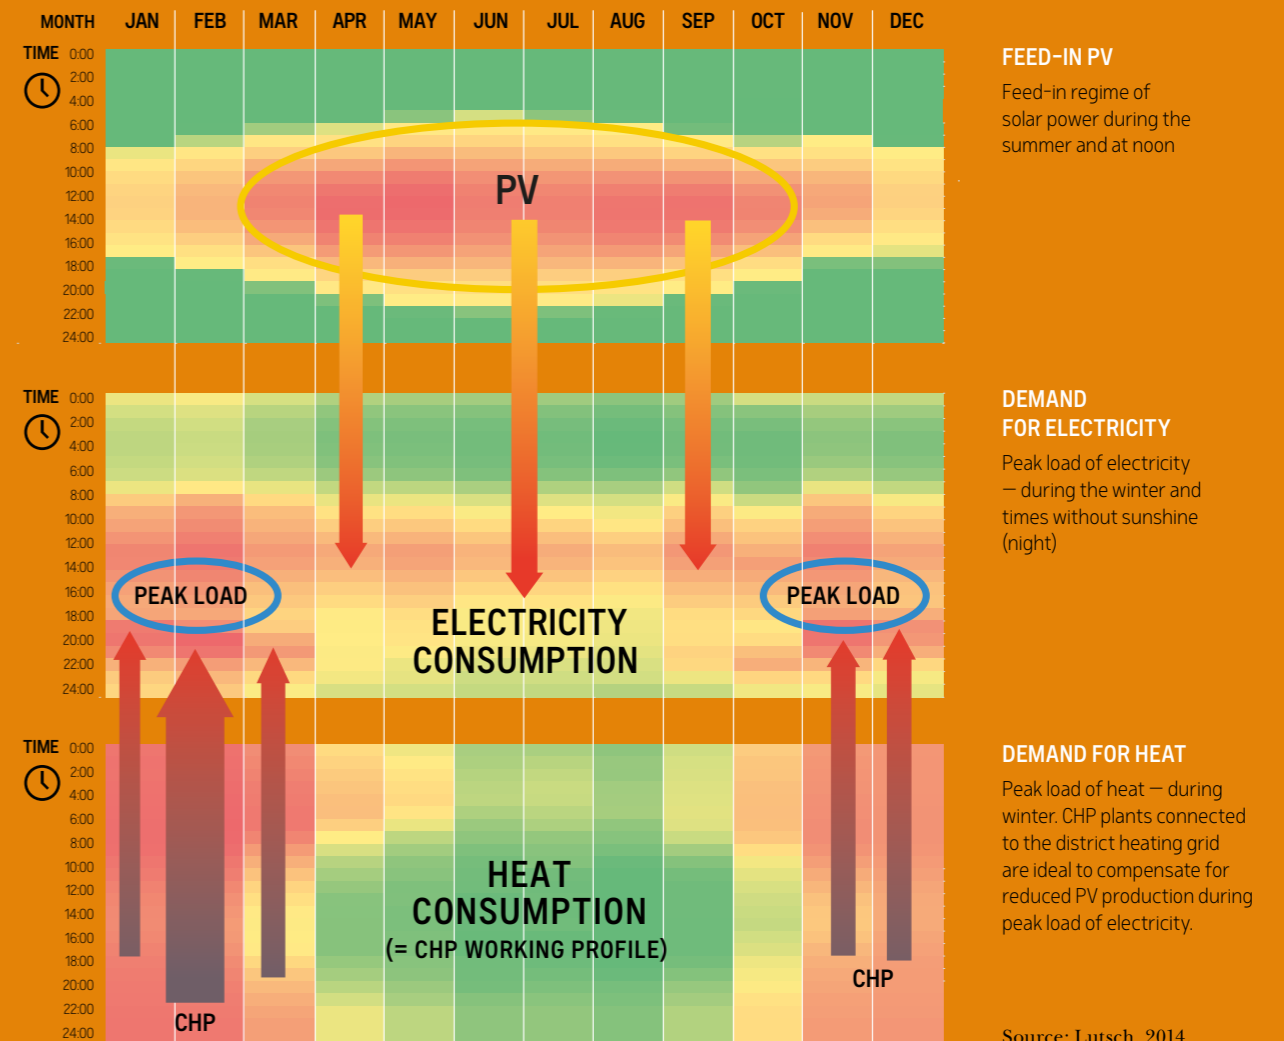 MONTH JAN FEB MAR APR MAY JUN JUL AUG SEP OCT NOV DEC
TIME 0:00
2:00
4:00
6:00
8:00
10:00
12:00
14:00
16:00
18:00
20:00
22:00
24:00
PV
FEED-IN PV
Feed-in regime of
solar power during the
summer and at noon
TIME 0:00
2:00
4:00
6:00
8:00
10:00
12:00
14:00
16:00
18:00
20:00
22:00
24:00
PEAK LOAD
ELECTRICITY
CONSUMPTION
PEAK LOAD
DEMAND
FOR ELECTRICITY
Peak load of electricity
— during the winter and
times without sunshine
(night)
TIME 0:00
2:00
4:00
6:00
8:00
10:00
12:00
14:00
16:00
18:00
20:00
22:00
24:00
HEAT
CONSUMPTION
(= CHP WORKING PROFILE)
CHP
CHP
DEMAND FOR HEAT
Peak load of heat — during
winter. CHP plants connected
to the district heating grid
are ideal to compensate for
reduced PV production during
peak load of electricity.
Source: Lutsch, 2014